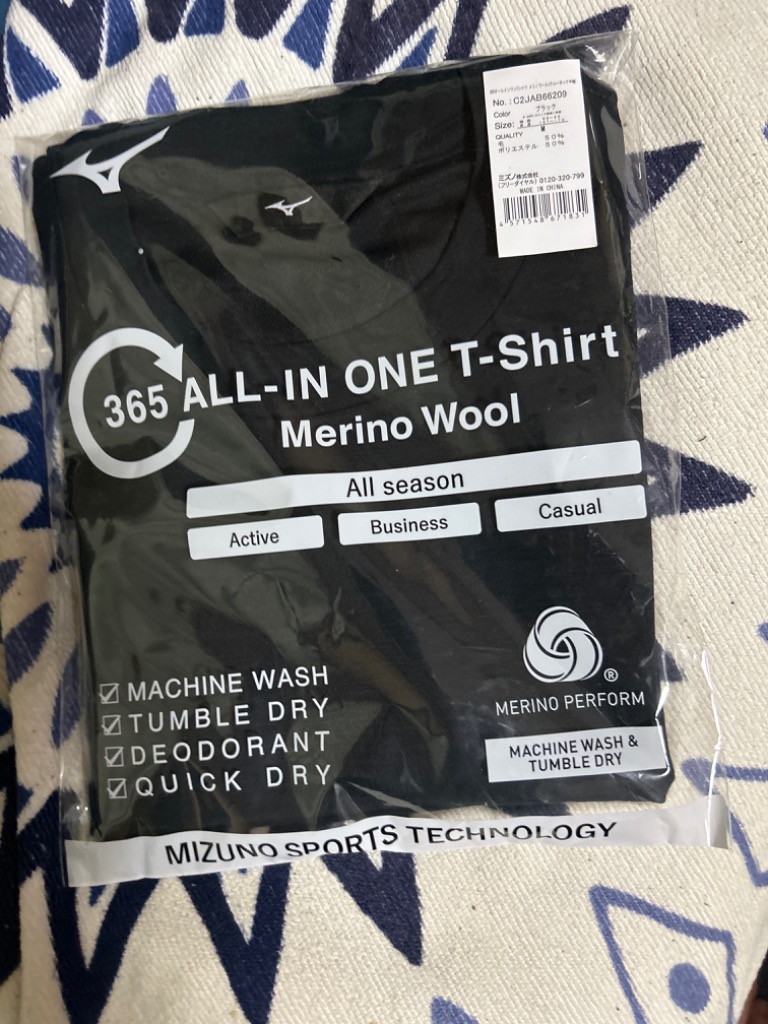 No.:C2JAB66209
Color ブラック
Size:
QUALITY
毛 50%
ポリエステル 50%
ミズノ株式会社
(フリーダイヤル) 0120-320-799
MADE IN CHINA
4 571548 671831
365 ALL-IN ONE T-Shirt
Merino Wool
All season
Active Business Casual
MACHINE WASH
TUMBLE DRY
DEODORANT
QUICK DRY
®
MERINO PERFORM
MACHINE WASH &
TUMBLE DRY
MIZUNO SPORTS TECHNOLOGY